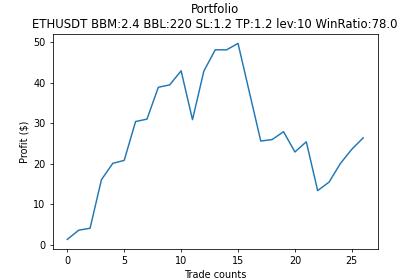 Portfolio
ETHUSDT BBM:2.4 BBL:220 SL:1.2 TP:1.2 lev:10 WinRatio:78.0
50
40
30
20
10
0
Profit ($)
0 5 10 15 20 25
Trade counts